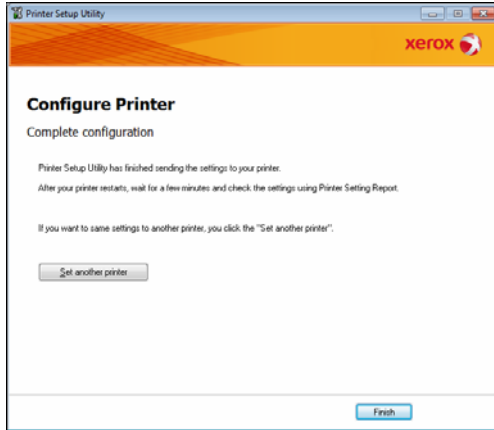 Printer Setup Utility
xerox
Configure Printer
Complete configuration
Printer Setup Utility has finished sending the settings to your printer.
After your printer restarts, wait for a few minutes and check the settings using Printer Setting Report.
If you want to same settings to another printer, you click the "Set another printer".
Set another printer
Finish